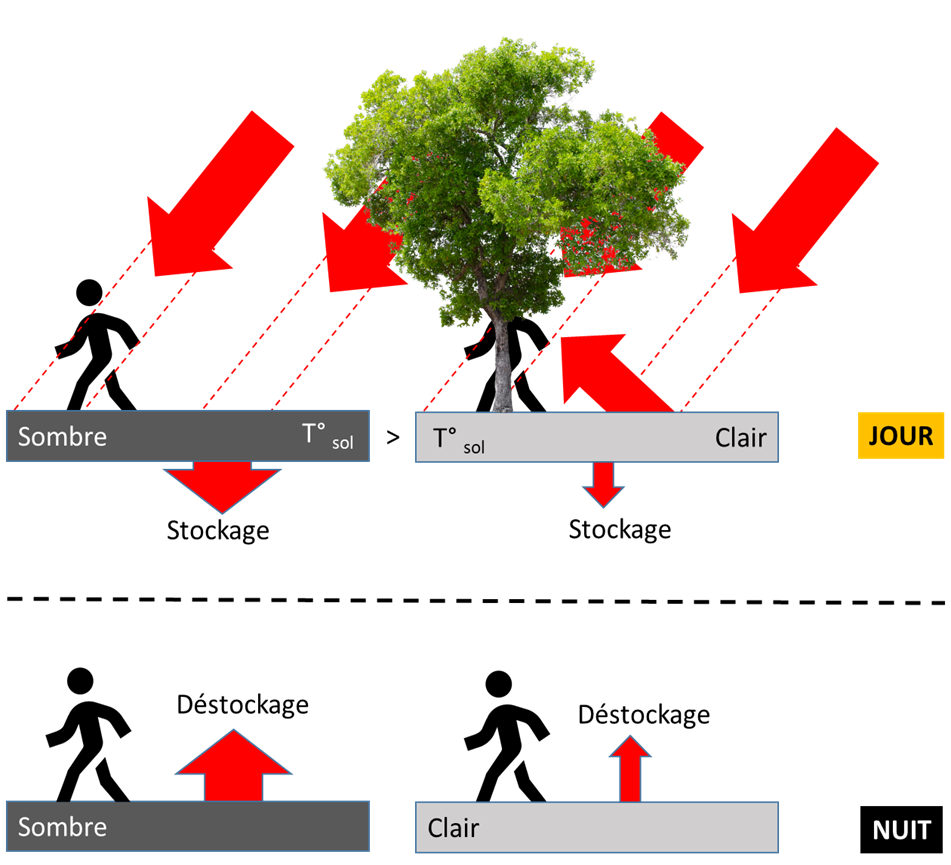 Sombre T° sol > T° sol Clair JOUR
Stockage Stockage
Déstockage Déstockage
Sombre Clair NUIT